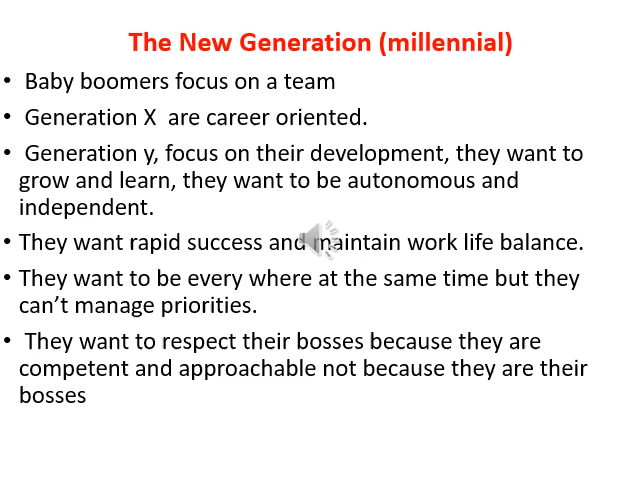 The New Generation (millennial)
• Baby boomers focus on a team
• Generation X  are career oriented.
• Generation y, focus on their development, they want to
grow and learn, they want to be autonomous and
independent.
• They want rapid success and maintain work life balance.
• They want to be every where at the same time but they
can’t manage priorities.
• They want to respect their bosses because they are
competent and approachable not because they are their
bosses